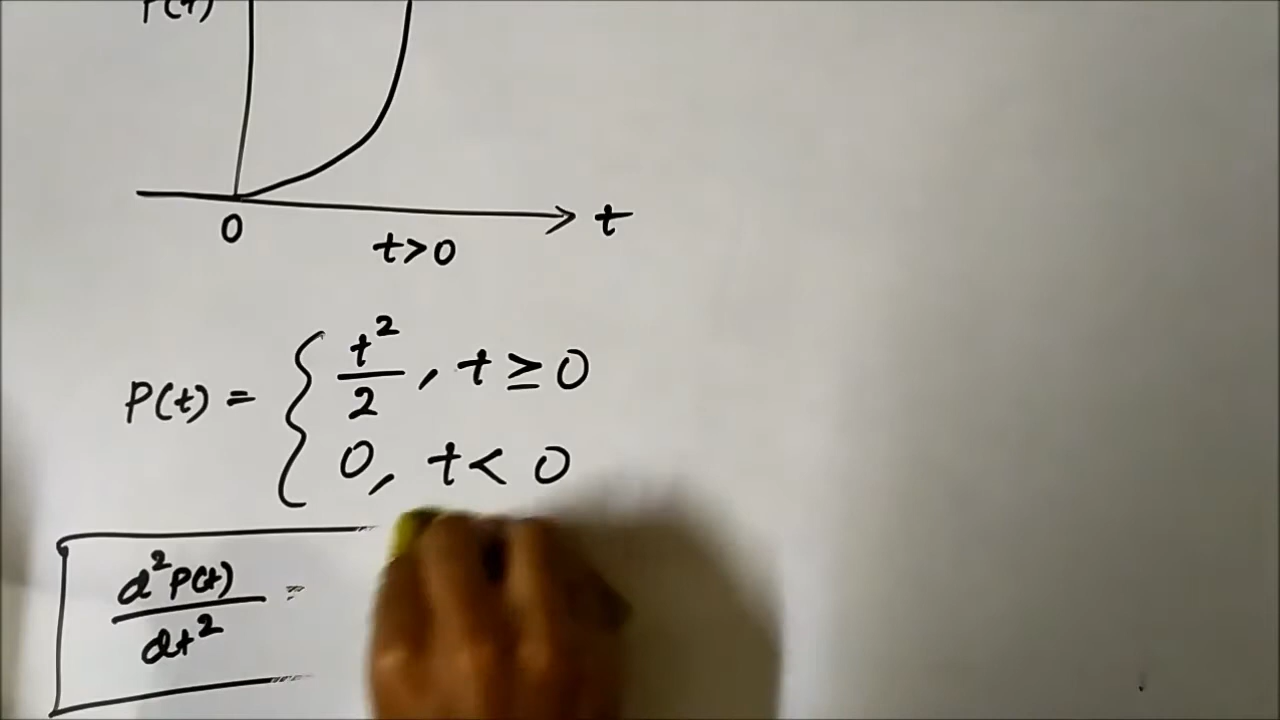 P(t)
0
t
t>0
P(t) = { t²/2 , t ≥ 0
0, t < 0
d²P(t)/dt² =